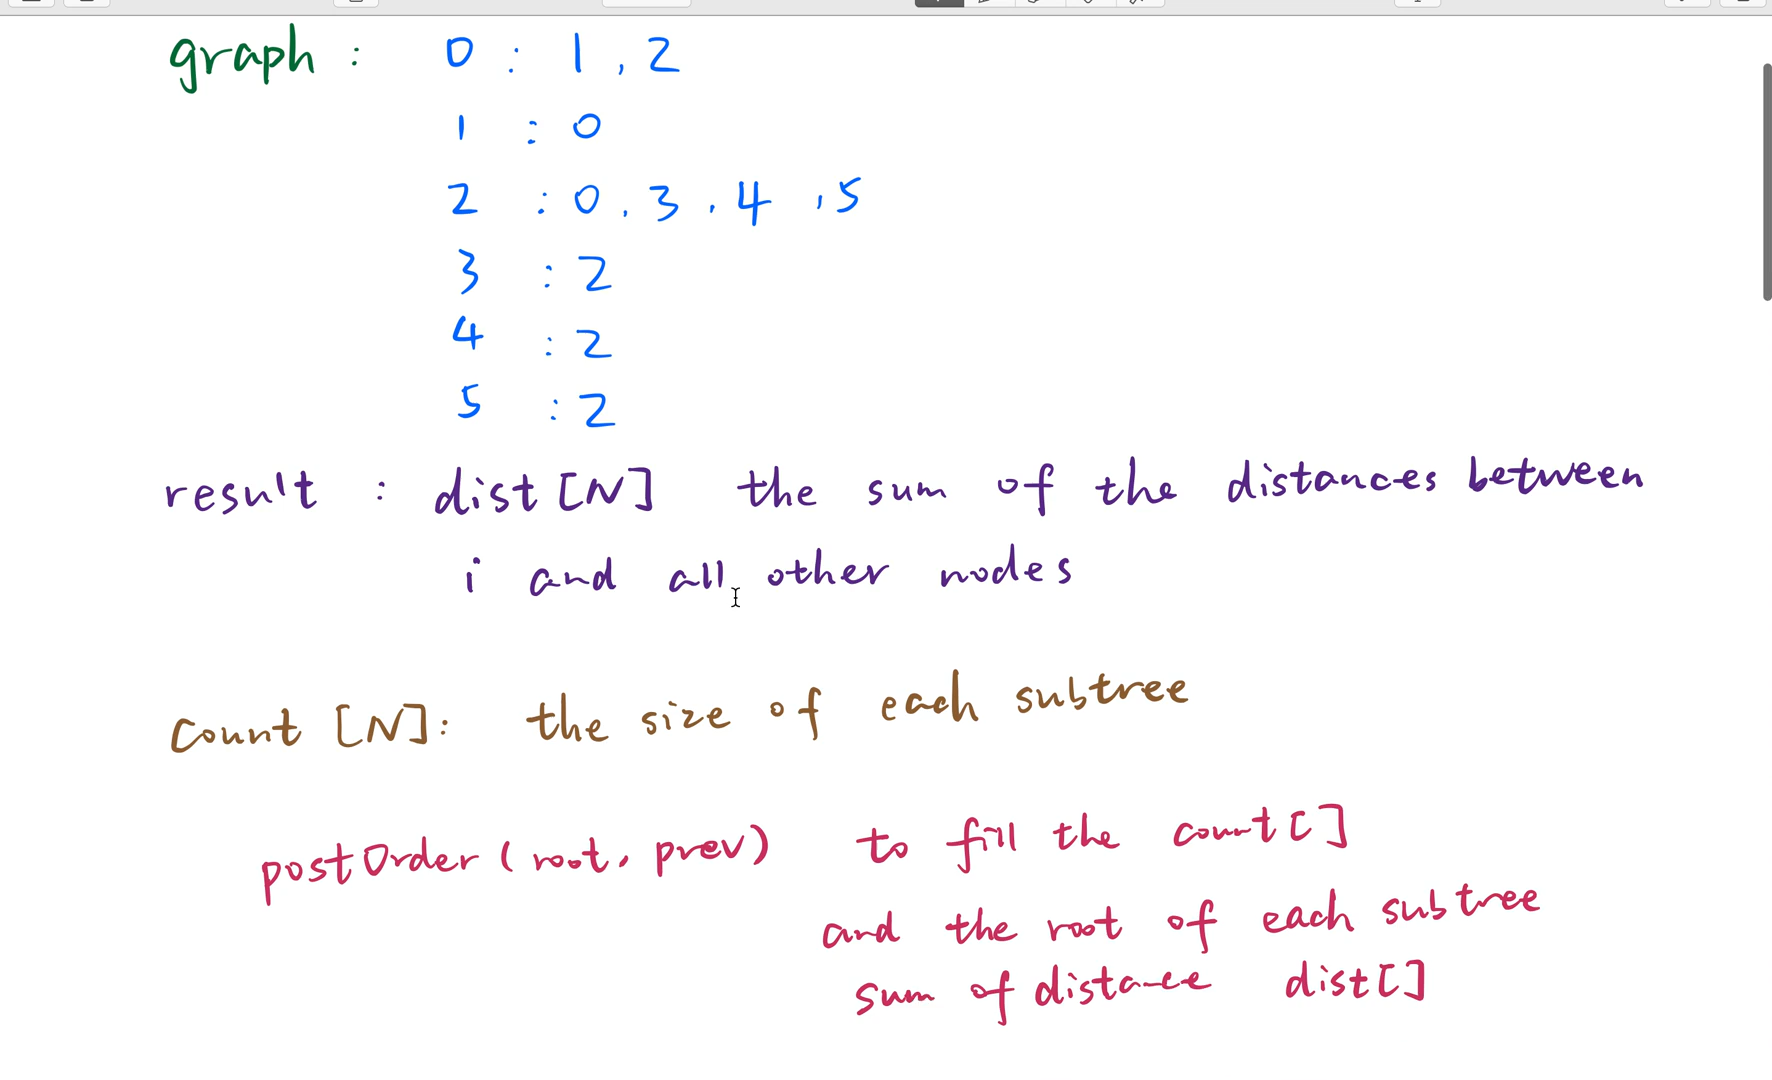 graph : 0 : 1, 2
1 : 0
2 : 0, 3, 4, 5
3 : 2
4 : 2
5 : 2
result : dist [N] the sum of the distances between
i and all other nodes
Count [N]: the size of each subtree
postOrder (root, prev) to fill the count[]
and the root of each subtree
sum of distance dist[]